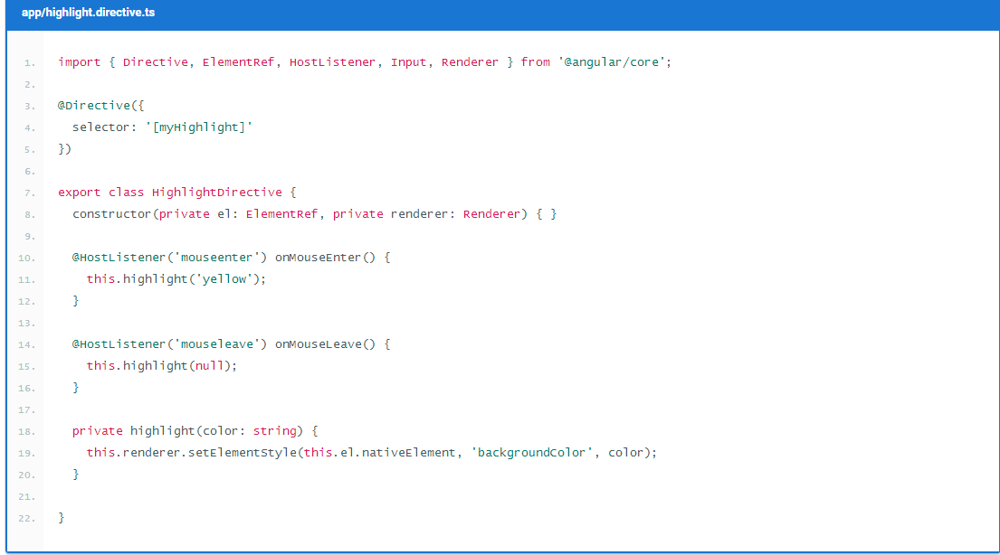 app/highlight.directive.ts
1. import { Directive, ElementRef, HostListener, Input, Renderer } from '@angular/core';
2.
3. @Directive({
4.   selector: '[myHighlight]'
5. })
6.
7. export class HighlightDirective {
8.   constructor(private el: ElementRef, private renderer: Renderer) { }
9.
10.   @HostListener('mouseenter') onMouseEnter() {
11.     this.highlight('yellow');
12.   }
13.
14.   @HostListener('mouseleave') onMouseLeave() {
15.     this.highlight(null);
16.   }
17.
18.   private highlight(color: string) {
19.     this.renderer.setElementStyle(this.el.nativeElement, 'backgroundColor', color);
20.   }
21.
22. }